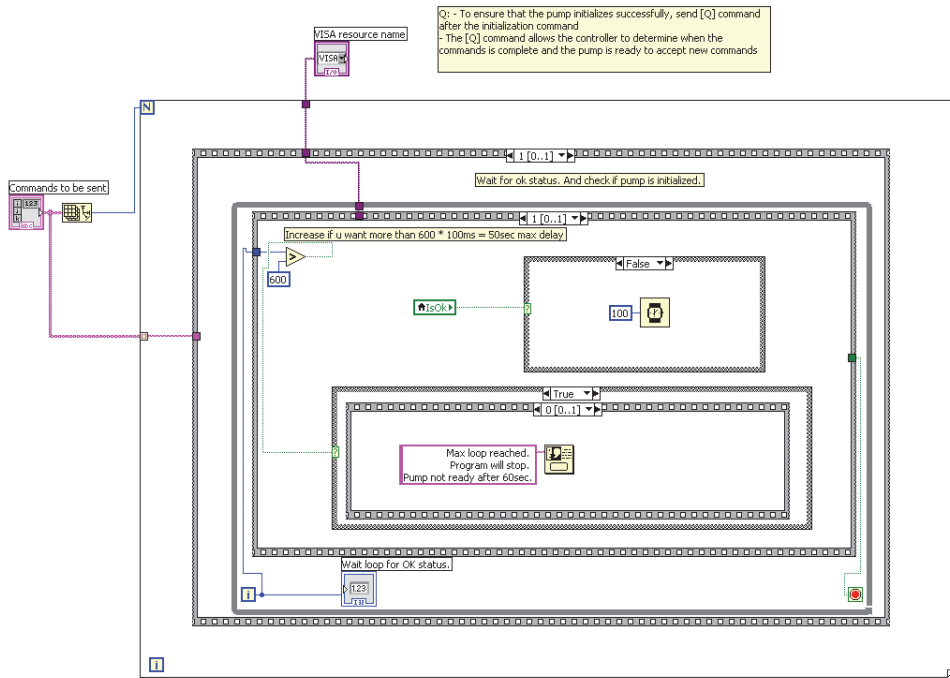 Q: - To ensure that the pump initializes successfully, send [Q] command
after the initialization command
- The [Q] command allows the controller to determine when the
commands is complete and the pump is ready to accept new commands
VISA resource name
VISA
I/O
N
1 [0..1]
Wait for ok status. And check if pump is initialized.
Commands to be sent
123
abc
1 [0..1]
Increase if u want more than 600 * 100ms = 50sec max delay
>
600
False
IsOk
?
100
True
0 [0..1]
?
Max loop reached.
Program will stop.
Pump not ready after 60sec.
Wait loop for OK status.
i
1.23
I32
i